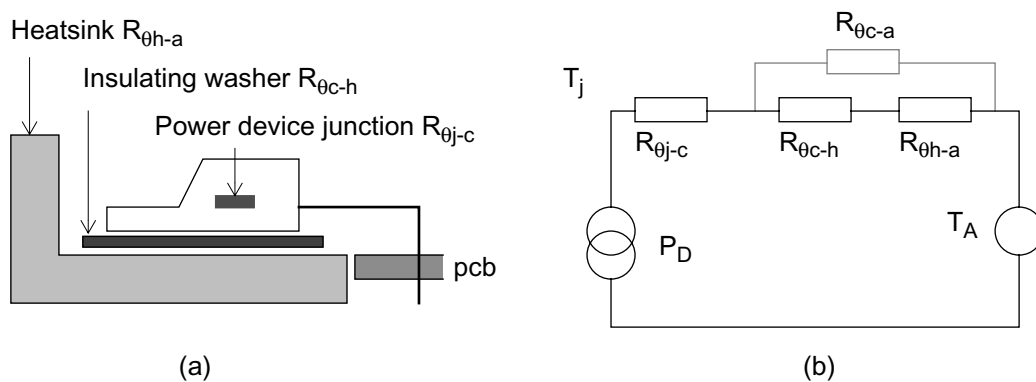 Heatsink Rθh-a
Insulating washer Rθc-h
Power device junction Rθj-c
pcb
(a)
Rθc-a
Tj
Rθj-c
Rθc-h
Rθh-a
PD
TA
(b)